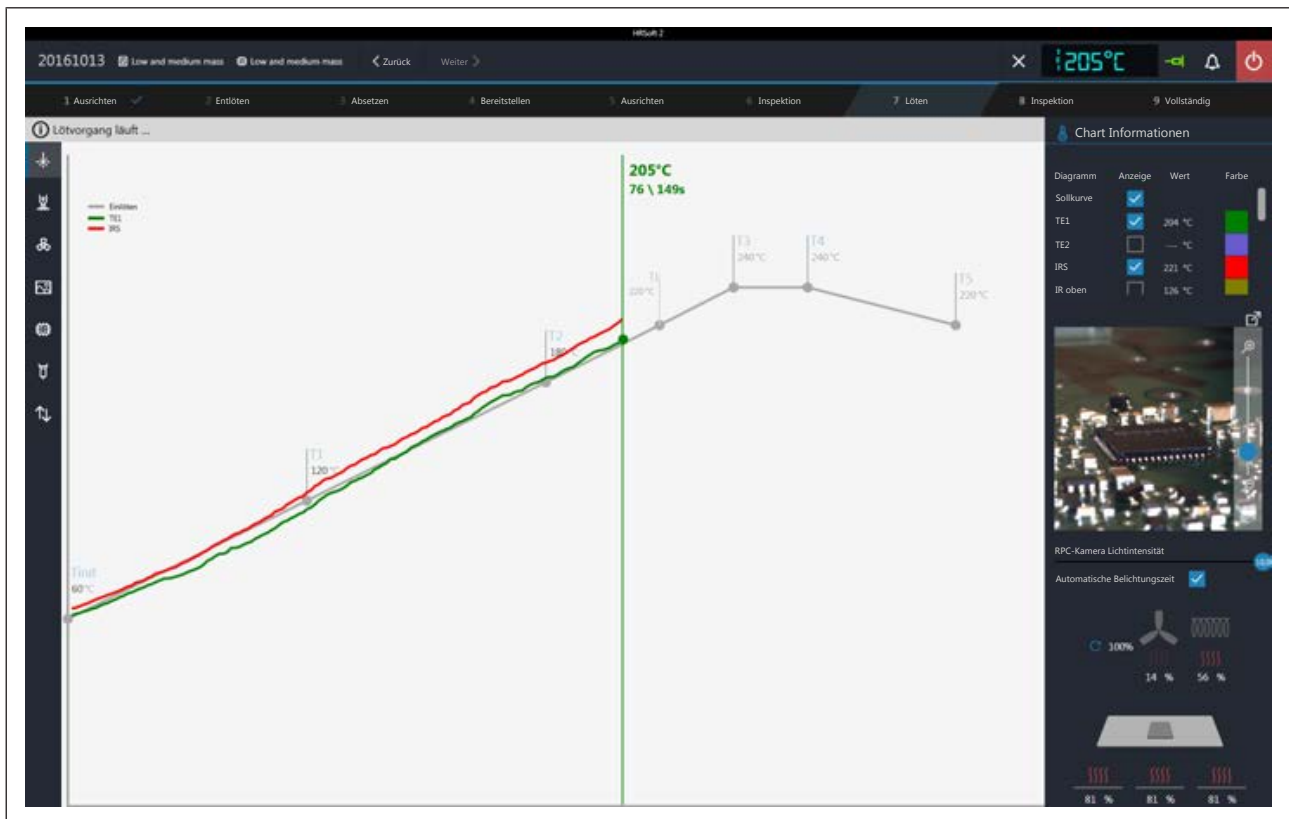 HRSoft 2
20161013 Low and medium mass Low and medium mass Zurück Weiter 205°C
1 Ausrichten 2 Entlöten 3 Absetzen 4 Bereitstellen 5 Ausrichten 6 Inspektion 7 Löten 8 Inspektion 9 Vollständig
Lötvorgang läuft ...
Chart Informationen
Diagramm Anzeige Wert Farbe
Sollkurve
TE1 204 °C
TE2 --- °C
IRS 221 °C
IR oben 126 °C
205°C
76 \ 149s
Einlöten
TE1
IRS
T3
240°C
T4
240°C
TL
220°C
T5
220°C
T2
180°C
T1
120°C
Tinit
60°C
RPC-Kamera Lichtintensität
Automatische Belichtungszeit
100%
14 % 56 %
81 % 81 % 81 %